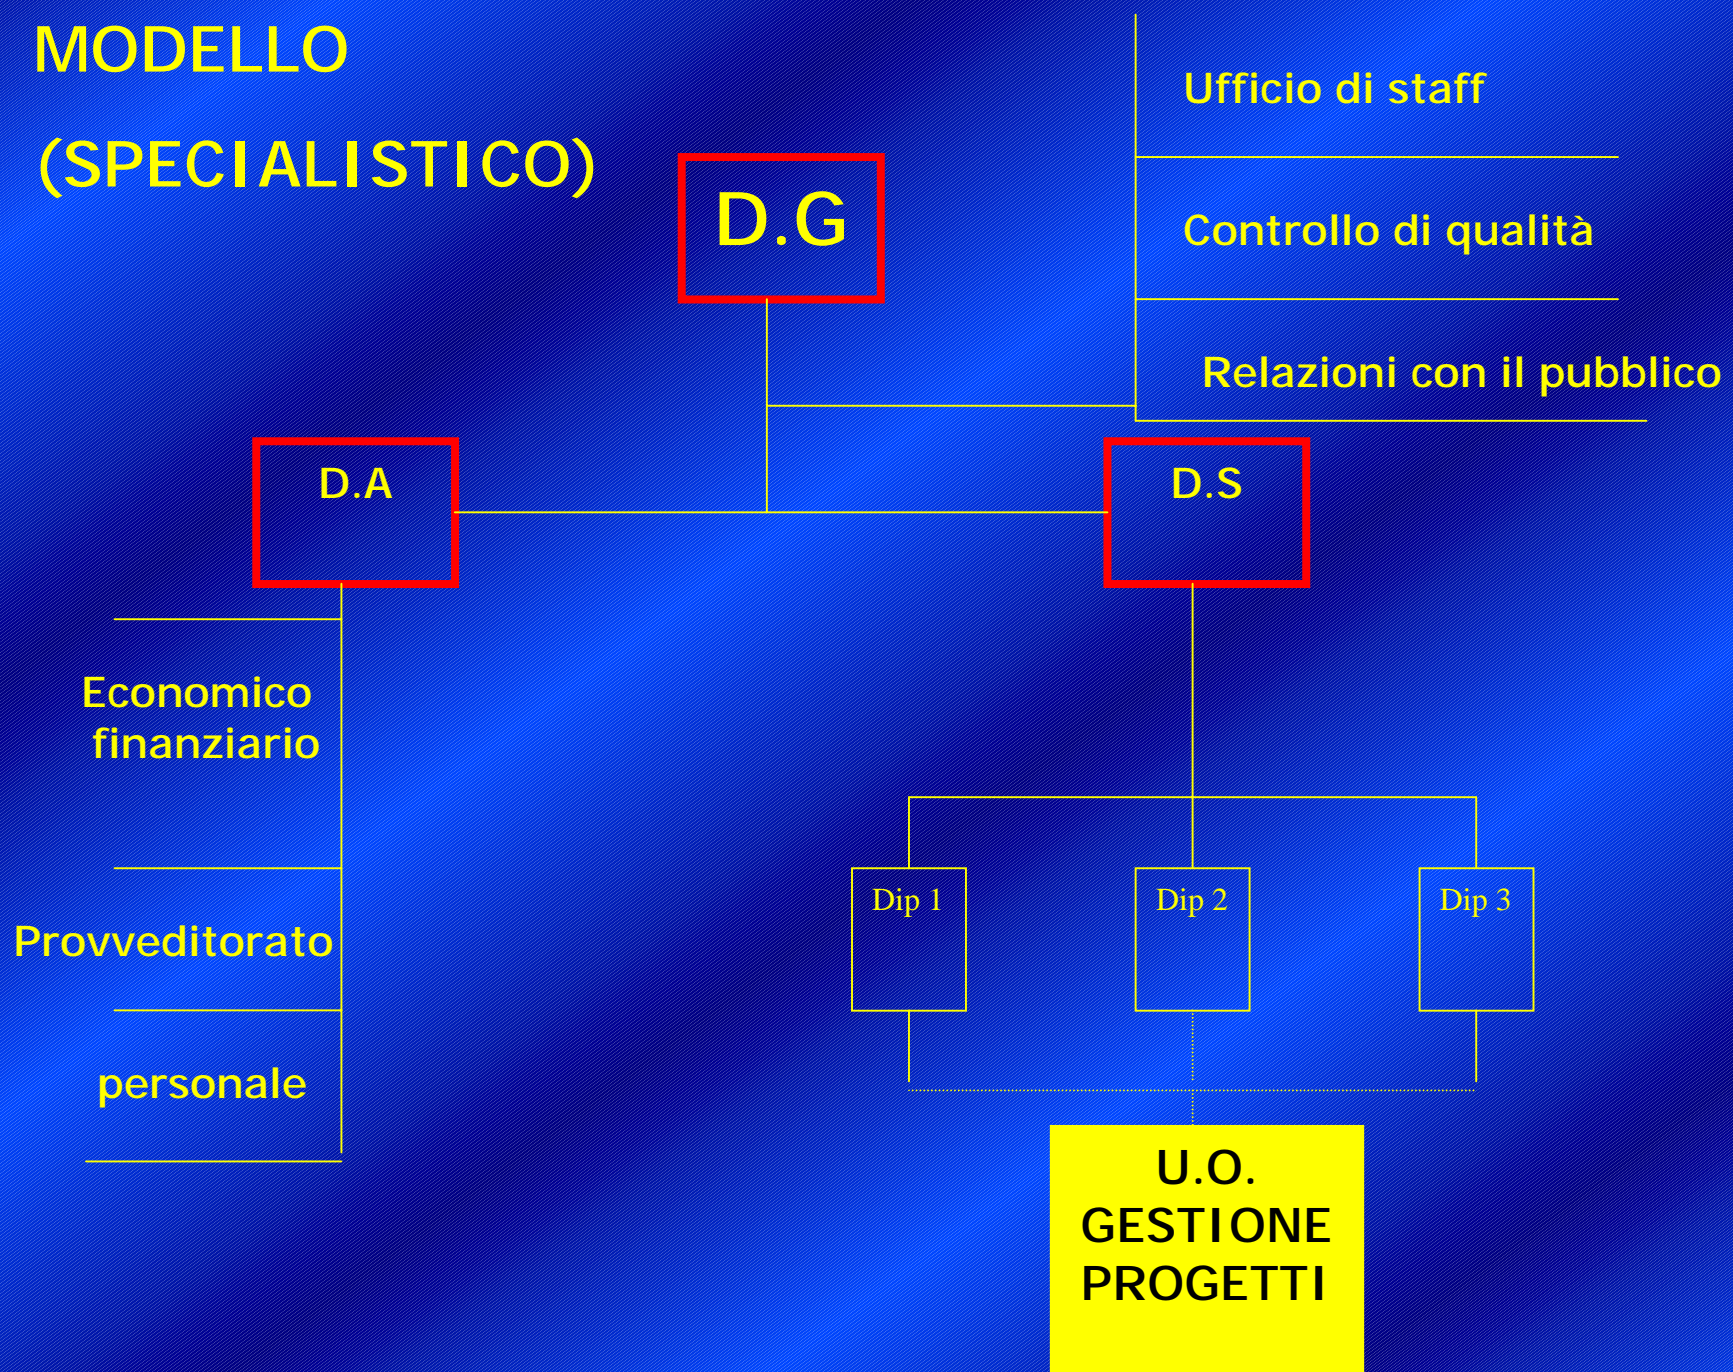 MODELLO
(SPECIALISTICO)
D.G
Ufficio di staff
Controllo di qualità
Relazioni con il pubblico
D.A
D.S
Economico
finanziario
Provveditorato
personale
Dip 1
Dip 2
Dip 3
U.O.
GESTIONE
PROGETTI